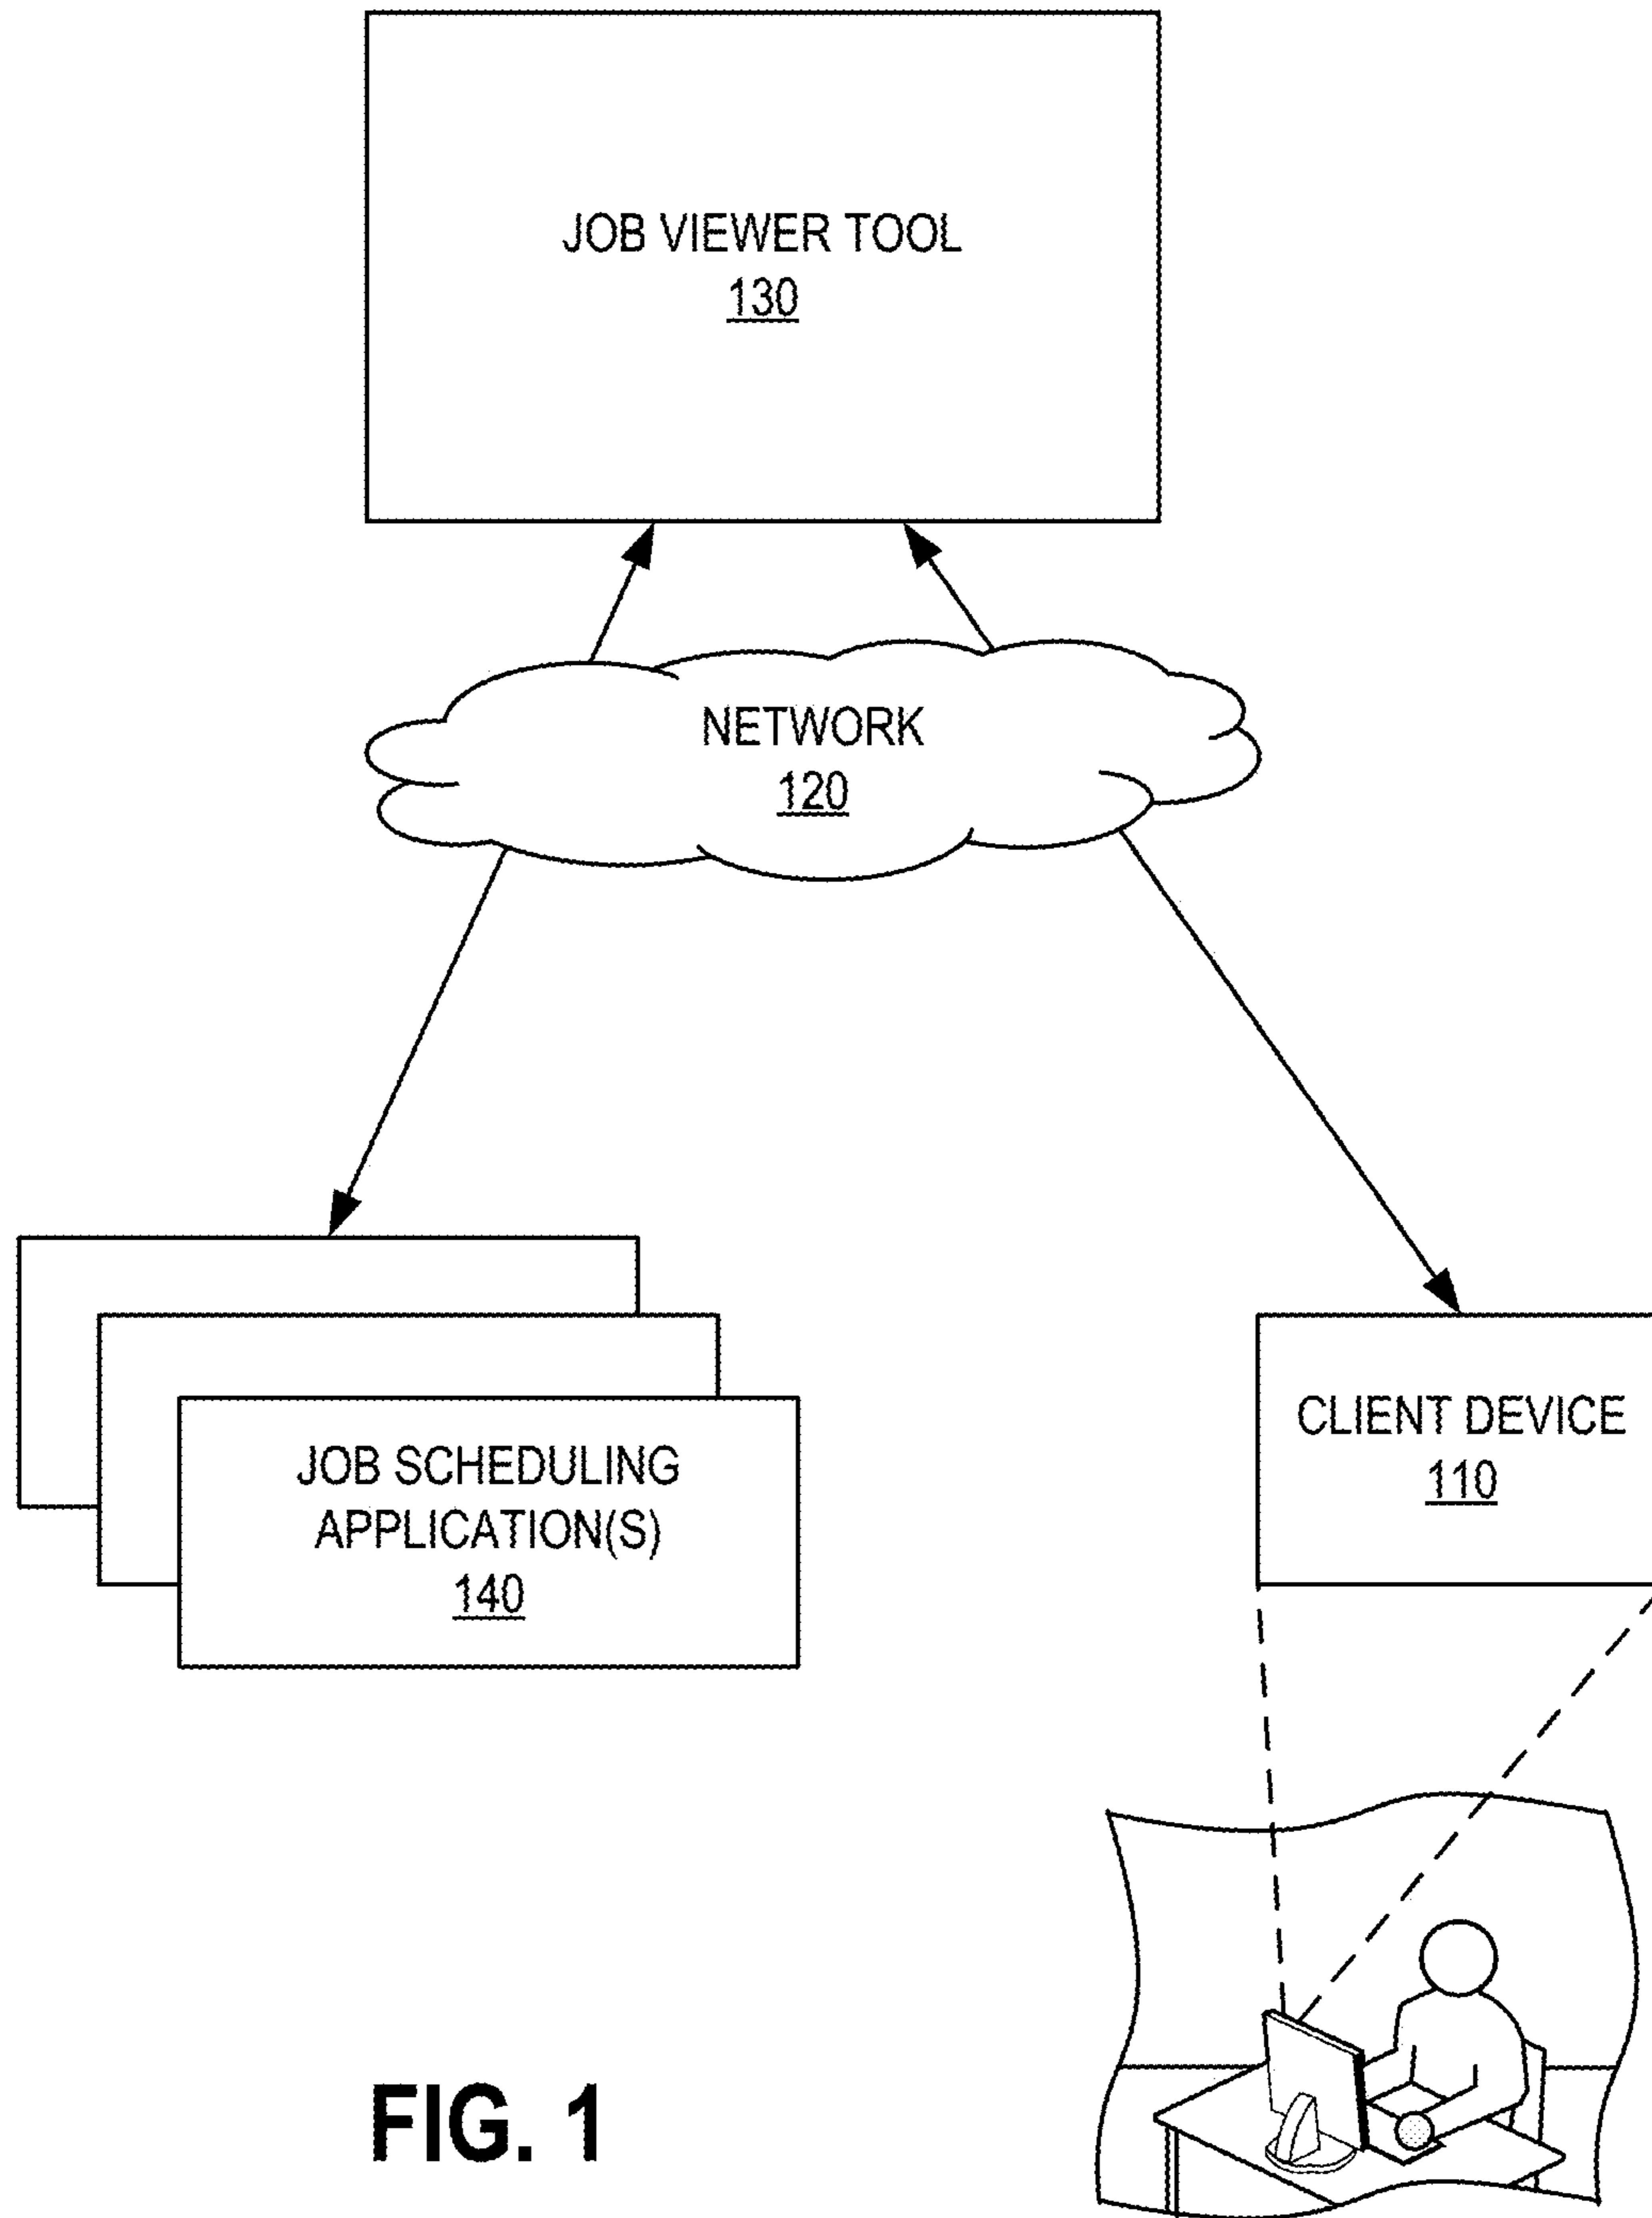 JOB VIEWER TOOL
130
NETWORK
120
JOB SCHEDULING
APPLICATION(S)
140
CLIENT DEVICE
110
FIG. 1